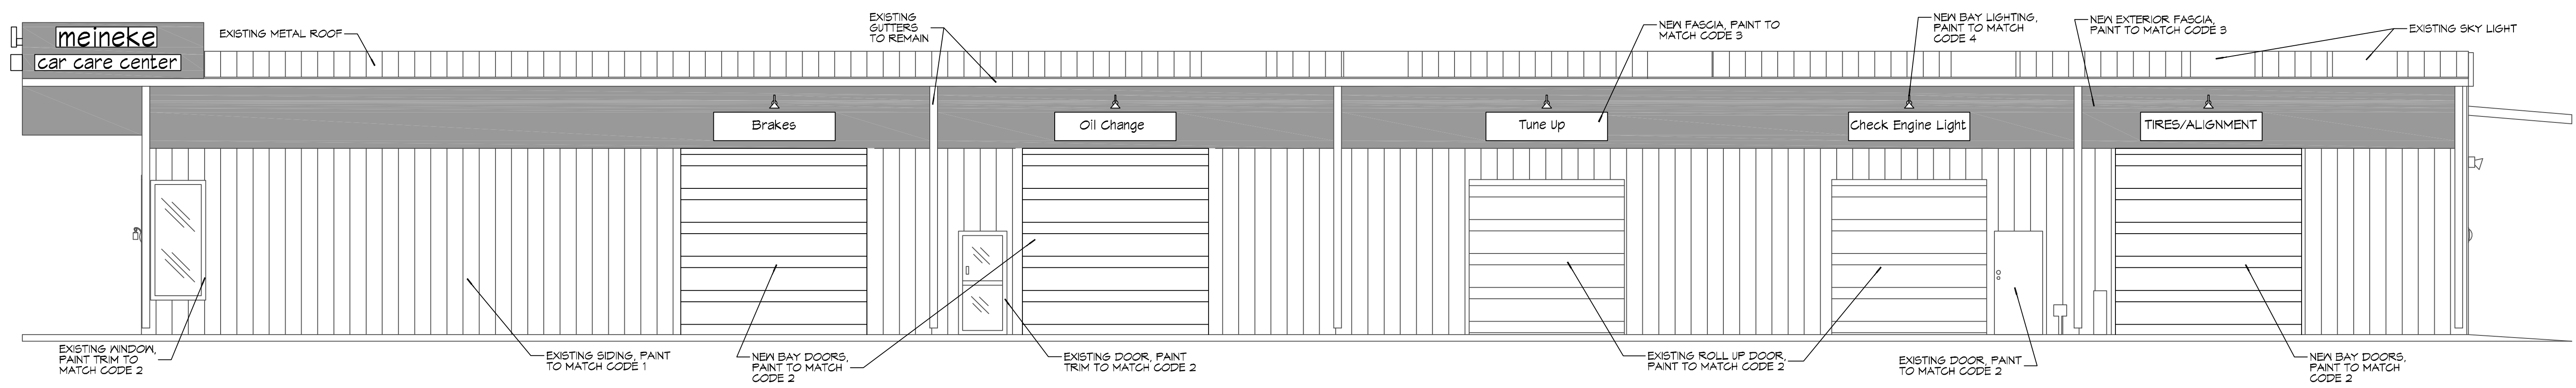 meineke
car care center
EXISTING METAL ROOF
EXISTING
GUTTERS
TO REMAIN
NEW FASCIA, PAINT TO
MATCH CODE 3
NEW BAY LIGHTING,
PAINT TO MATCH
CODE 4
NEW EXTERIOR FASCIA,
PAINT TO MATCH CODE 3
EXISTING SKY LIGHT
Brakes
Oil Change
Tune Up
Check Engine Light
TIRES/ALIGNMENT
EXISTING WINDOW,
PAINT TRIM TO
MATCH CODE 2
EXISTING SIDING, PAINT
TO MATCH CODE 1
NEW BAY DOORS,
PAINT TO MATCH
CODE 2
EXISTING DOOR, PAINT
TRIM TO MATCH CODE 2
EXISTING ROLL UP DOOR,
PAINT TO MATCH CODE 2
EXISTING DOOR, PAINT
TO MATCH CODE 2
NEW BAY DOORS,
PAINT TO MATCH
CODE 2